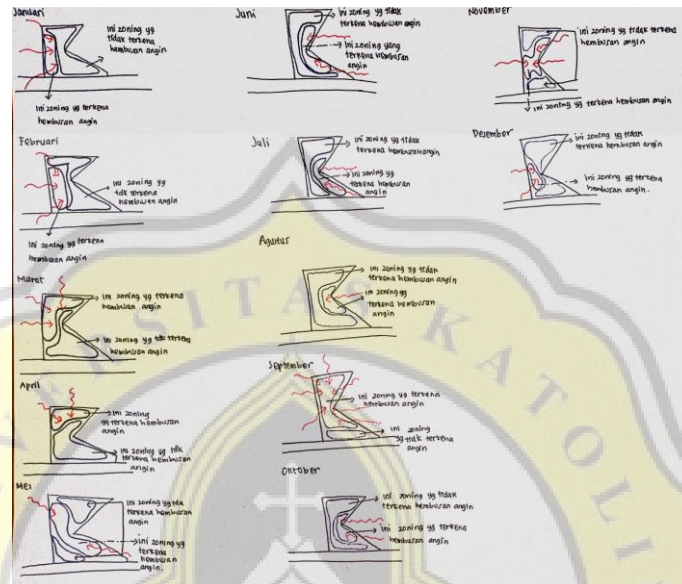 Januari
ini zoning yg
tidak terkena
hembusan angin
ini zoning yg terkena
hembusan angin
Februari
ini zoning yg
tdk terkena
hembusan angin
ini zoning yg terkena
hembusan angin
Maret
ini zoning yg terkena
hembusan angin
ini zoning yg tdk terkena
hembusan angin
April
ini zoning
yg terkena hembusan
angin
ini zoning yg tdk
terkena hembusan
angin
Mei
ini zoning yg tdk
terkena hembusan
angin
ini zoning yg
terkena
hembusan
angin
Juni
ini zoning yg tidak
terkena hembusan
angin
ini zoning yang
terkena hembusan
angin
Juli
ini zoning yg tidak
terkena hembusan angin
ini zoning yg
terkena hembusan
angin
Agustus
ini zoning yg tidak
terkena hembusan angin
ini zoning yg
terkena hembusan
angin
September
ini zoning yg terkena
hembusan angin
ini zoning
yg tidak terkena
angin
Oktober
ini zoning yg tidak
terkena hembusan angin
ini zoning yg terkena
hembusan angin
November
ini zoning yg tidak terkena
hembusan angin
ini zoning yg terkena hembusan angin
Desember
ini zoning yg tidak
terkena hembusan angin
ini zoning yg terkena
hembusan angin.
ERSITAS KATOLI